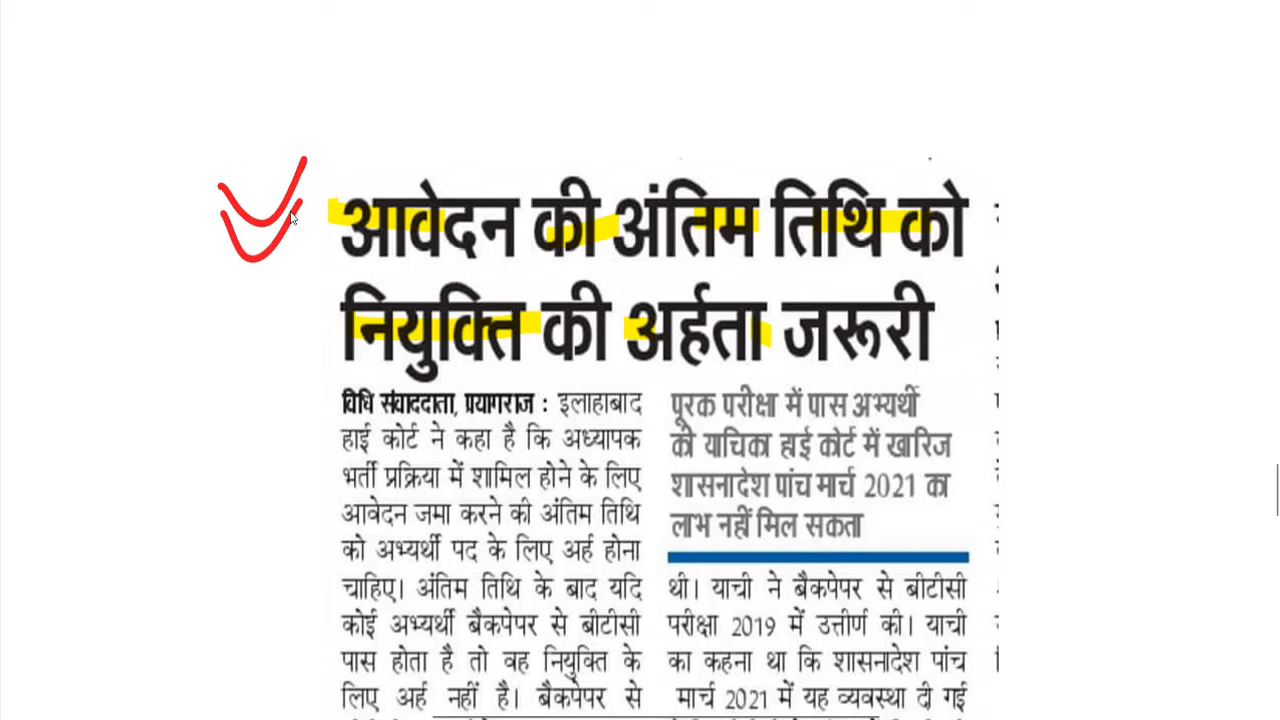 आवेदन की अंतिम तिथि को
नियुक्ति की अर्हता जरूरी
विधि संवाददाता, प्रयागराज : इलाहाबाद
हाई कोर्ट ने कहा है कि अध्यापक
भर्ती प्रक्रिया में शामिल होने के लिए
आवेदन जमा करने की अंतिम तिथि
को अभ्यर्थी पद के लिए अर्ह होना
चाहिए। अंतिम तिथि के बाद यदि
कोई अभ्यर्थी बैकपेपर से बीटीसी
पास होता है तो वह नियुक्ति के
लिए अर्ह नहीं है। बैकपेपर से
पूरक परीक्षा में पास अभ्यर्थी
की याचिका हाई कोर्ट में खारिज
शासनादेश पांच मार्च 2021 का
लाभ नहीं मिल सकता
थी। याची ने बैकपेपर से बीटीसी
परीक्षा 2019 में उत्तीर्ण की। याची
का कहना था कि शासनादेश पांच
मार्च 2021 में यह व्यवस्था दी गई